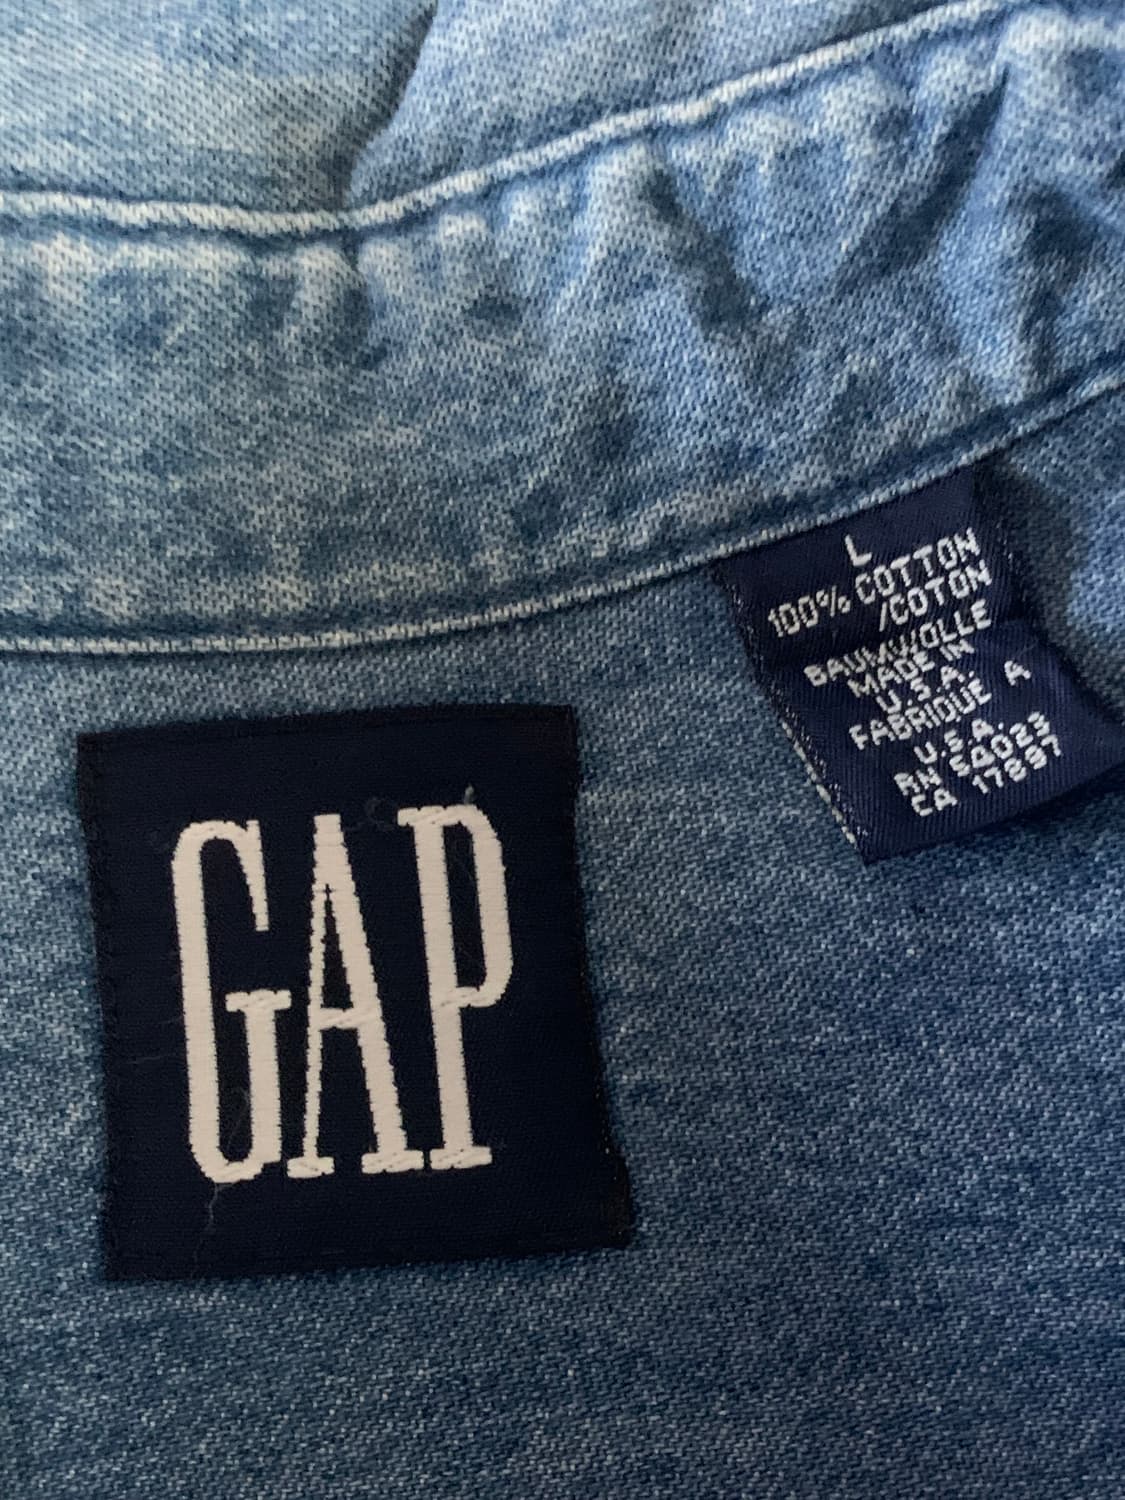 GAP
L
100% COTTON
/COTON
BAUMWOLLE
MADE IN
U.S.A.
FABRIQUE A
U.S.A.
RN 54023
CA 17897